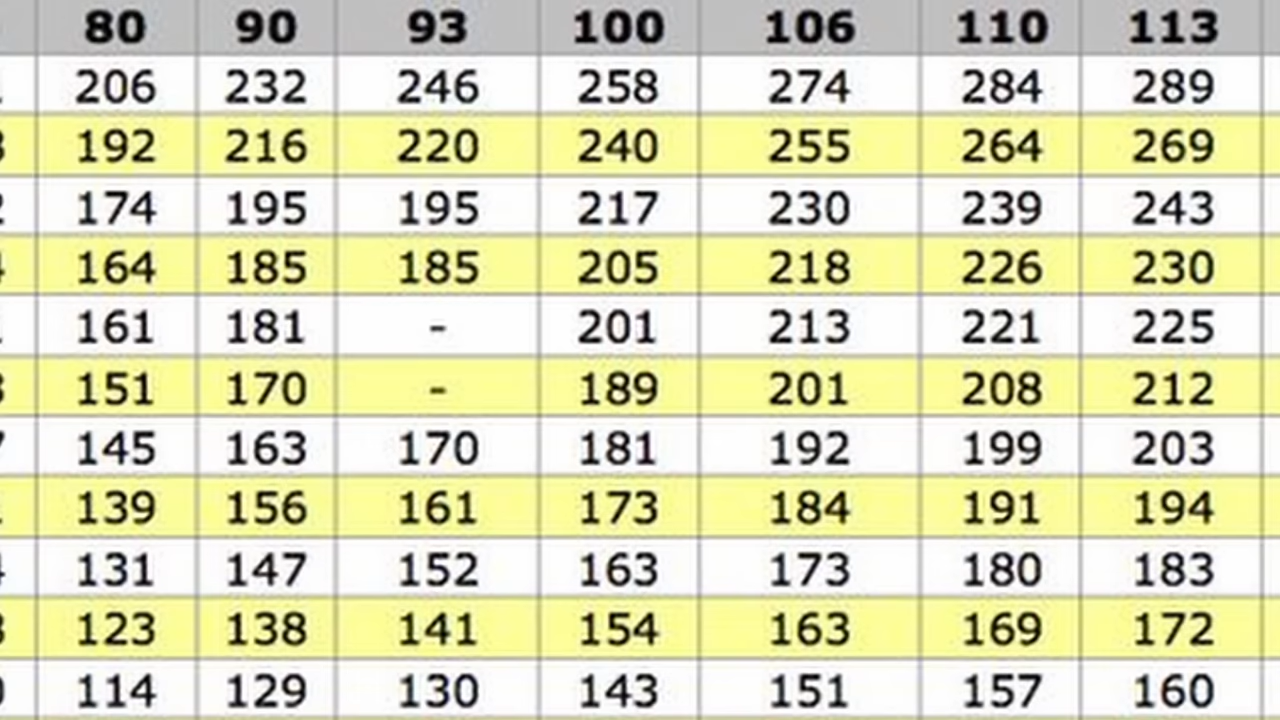 80 90 93 100 106 110 113
206 232 246 258 274 284 289
192 216 220 240 255 264 269
174 195 195 217 230 239 243
164 185 185 205 218 226 230
161 181 - 201 213 221 225
151 170 - 189 201 208 212
145 163 170 181 192 199 203
139 156 161 173 184 191 194
131 147 152 163 173 180 183
123 138 141 154 163 169 172
114 129 130 143 151 157 160